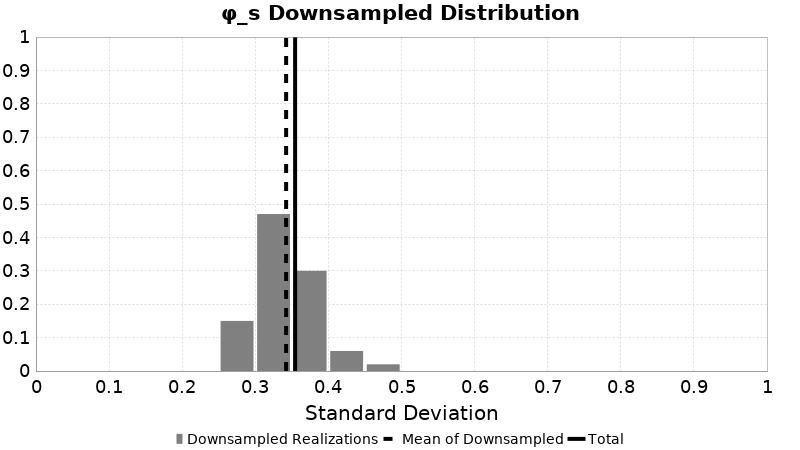 φ_s Downsampled Distribution
1
0.9
0.8
0.7
0.6
0.5
0.4
0.3
0.2
0.1
0
0 0.1 0.2 0.3 0.4 0.5 0.6 0.7 0.8 0.9 1
Standard Deviation
Downsampled Realizations Mean of Downsampled Total